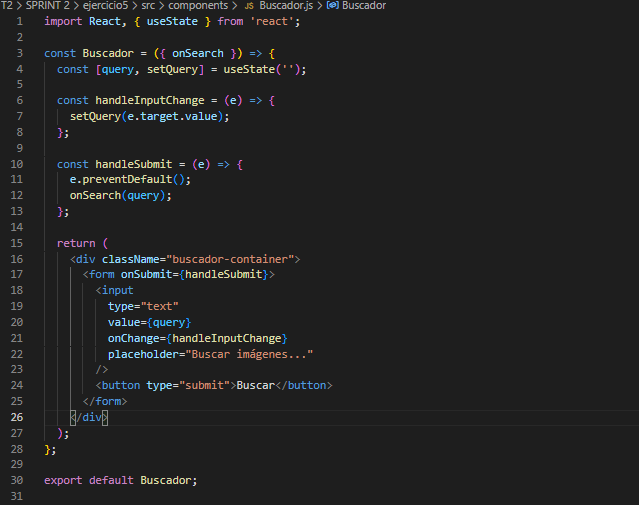 T2 > SPRINT 2 > ejercicio5 > src > components > JS Buscador.js > Buscador
1 import React, { useState } from 'react';
2
3 const Buscador = ({ onSearch }) => {
4   const [query, setQuery] = useState('');
5
6   const handleInputChange = (e) => {
7     setQuery(e.target.value);
8   };
9
10   const handleSubmit = (e) => {
11     e.preventDefault();
12     onSearch(query);
13   };
14
15   return (
16     <div className="buscador-container">
17       <form onSubmit={handleSubmit}>
18         <input
19           type="text"
20           value={query}
21           onChange={handleInputChange}
22           placeholder="Buscar imágenes..."
23         />
24         <button type="submit">Buscar</button>
25       </form>
26     </div>
27   );
28 };
29
30 export default Buscador;
31